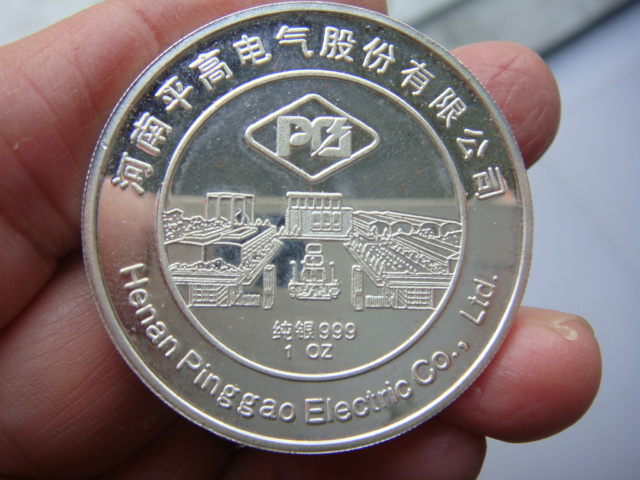 河南平高电气股份有限公司
PG
纯银999
1 OZ
Henan Pinggao Electric Co., Ltd.